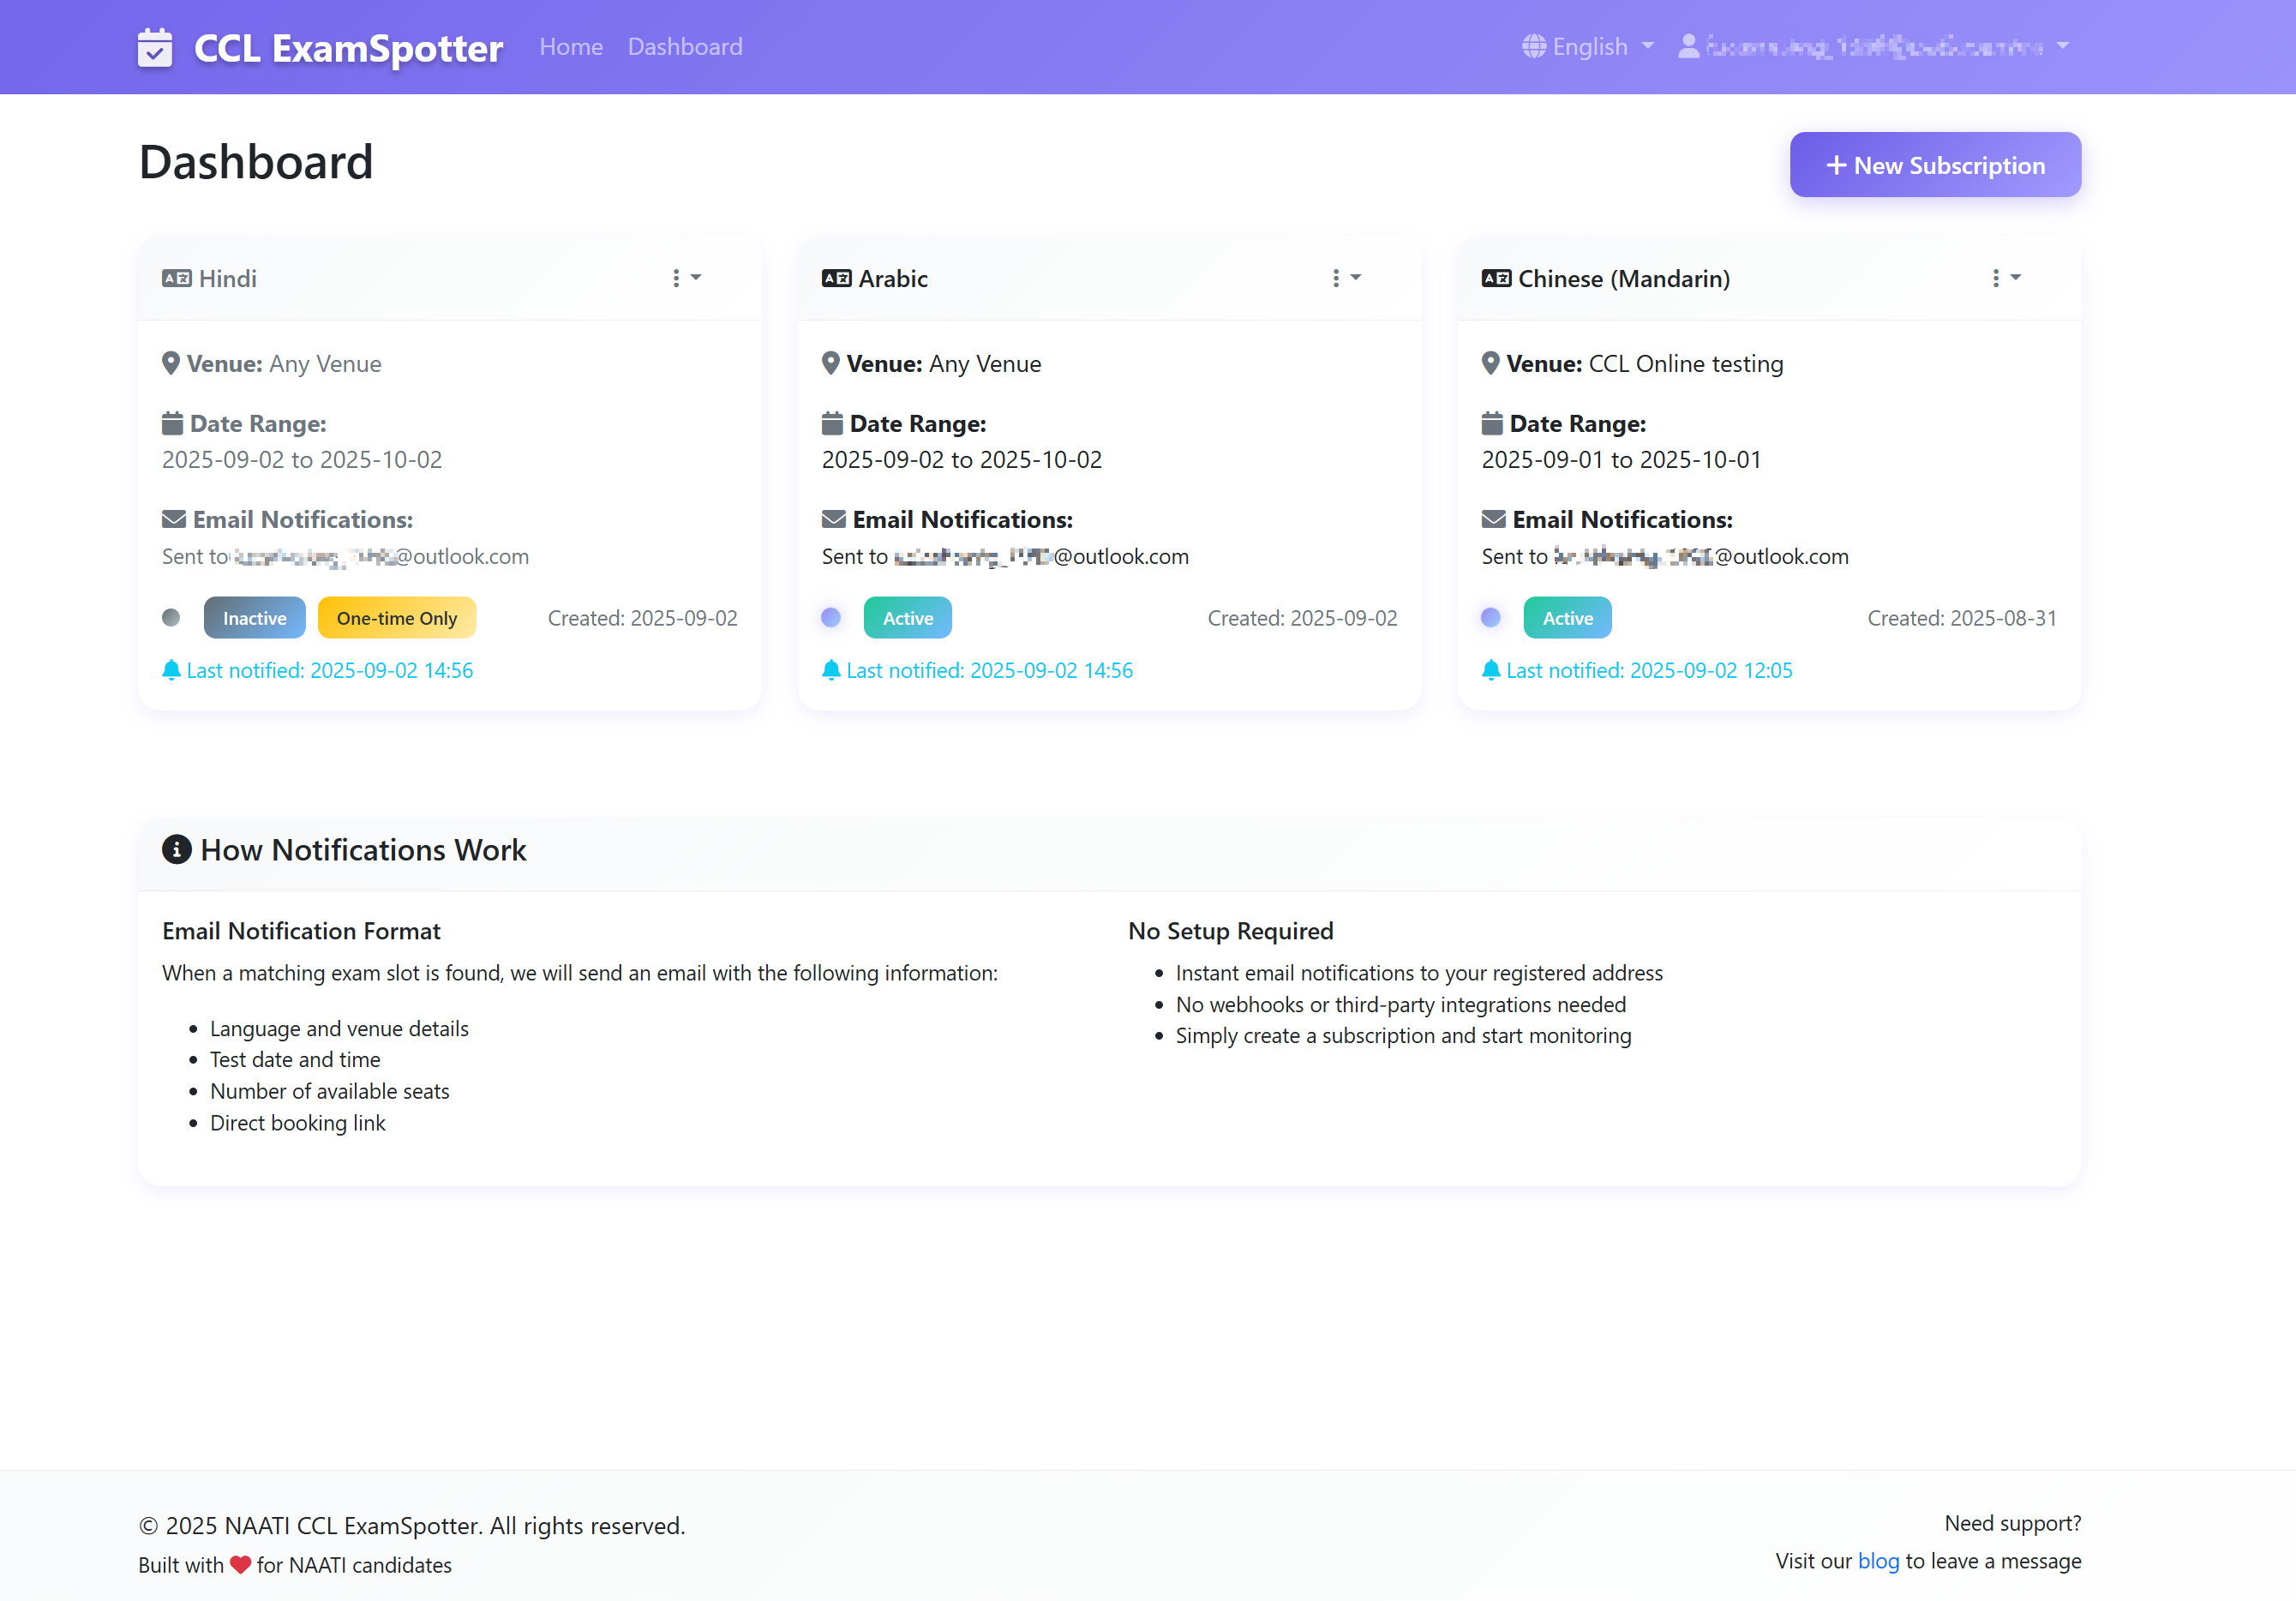 CCL ExamSpotter Home Dashboard English
Dashboard
+ New Subscription
Hindi
Venue: Any Venue
Date Range:
2025-09-02 to 2025-10-02
Email Notifications:
Sent to @outlook.com
Inactive One-time Only Created: 2025-09-02
Last notified: 2025-09-02 14:56
Arabic
Venue: Any Venue
Date Range:
2025-09-02 to 2025-10-02
Email Notifications:
Sent to @outlook.com
Active Created: 2025-09-02
Last notified: 2025-09-02 14:56
Chinese (Mandarin)
Venue: CCL Online testing
Date Range:
2025-09-01 to 2025-10-01
Email Notifications:
Sent to @outlook.com
Active Created: 2025-08-31
Last notified: 2025-09-02 12:05
How Notifications Work
Email Notification Format
When a matching exam slot is found, we will send an email with the following information:
• Language and venue details
• Test date and time
• Number of available seats
• Direct booking link
No Setup Required
• Instant email notifications to your registered address
• No webhooks or third-party integrations needed
• Simply create a subscription and start monitoring
© 2025 NAATI CCL ExamSpotter. All rights reserved.
Built with ❤ for NAATI candidates
Need support?
Visit our blog to leave a message